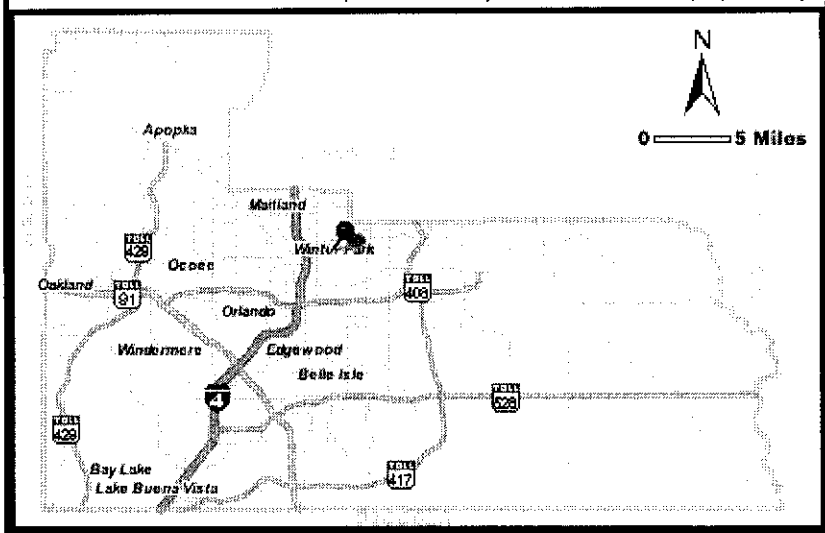 N
0 5 Miles
Apopka
Maitland
Winter Park
TOLL
429
Ocoee
Oakland
TOLL
91
TOLL
408
Orlando
Windermere
Edgewood
Belle Isle
4
TOLL
528
TOLL
429
Bay Lake
TOLL
417
Lake Buena Vista